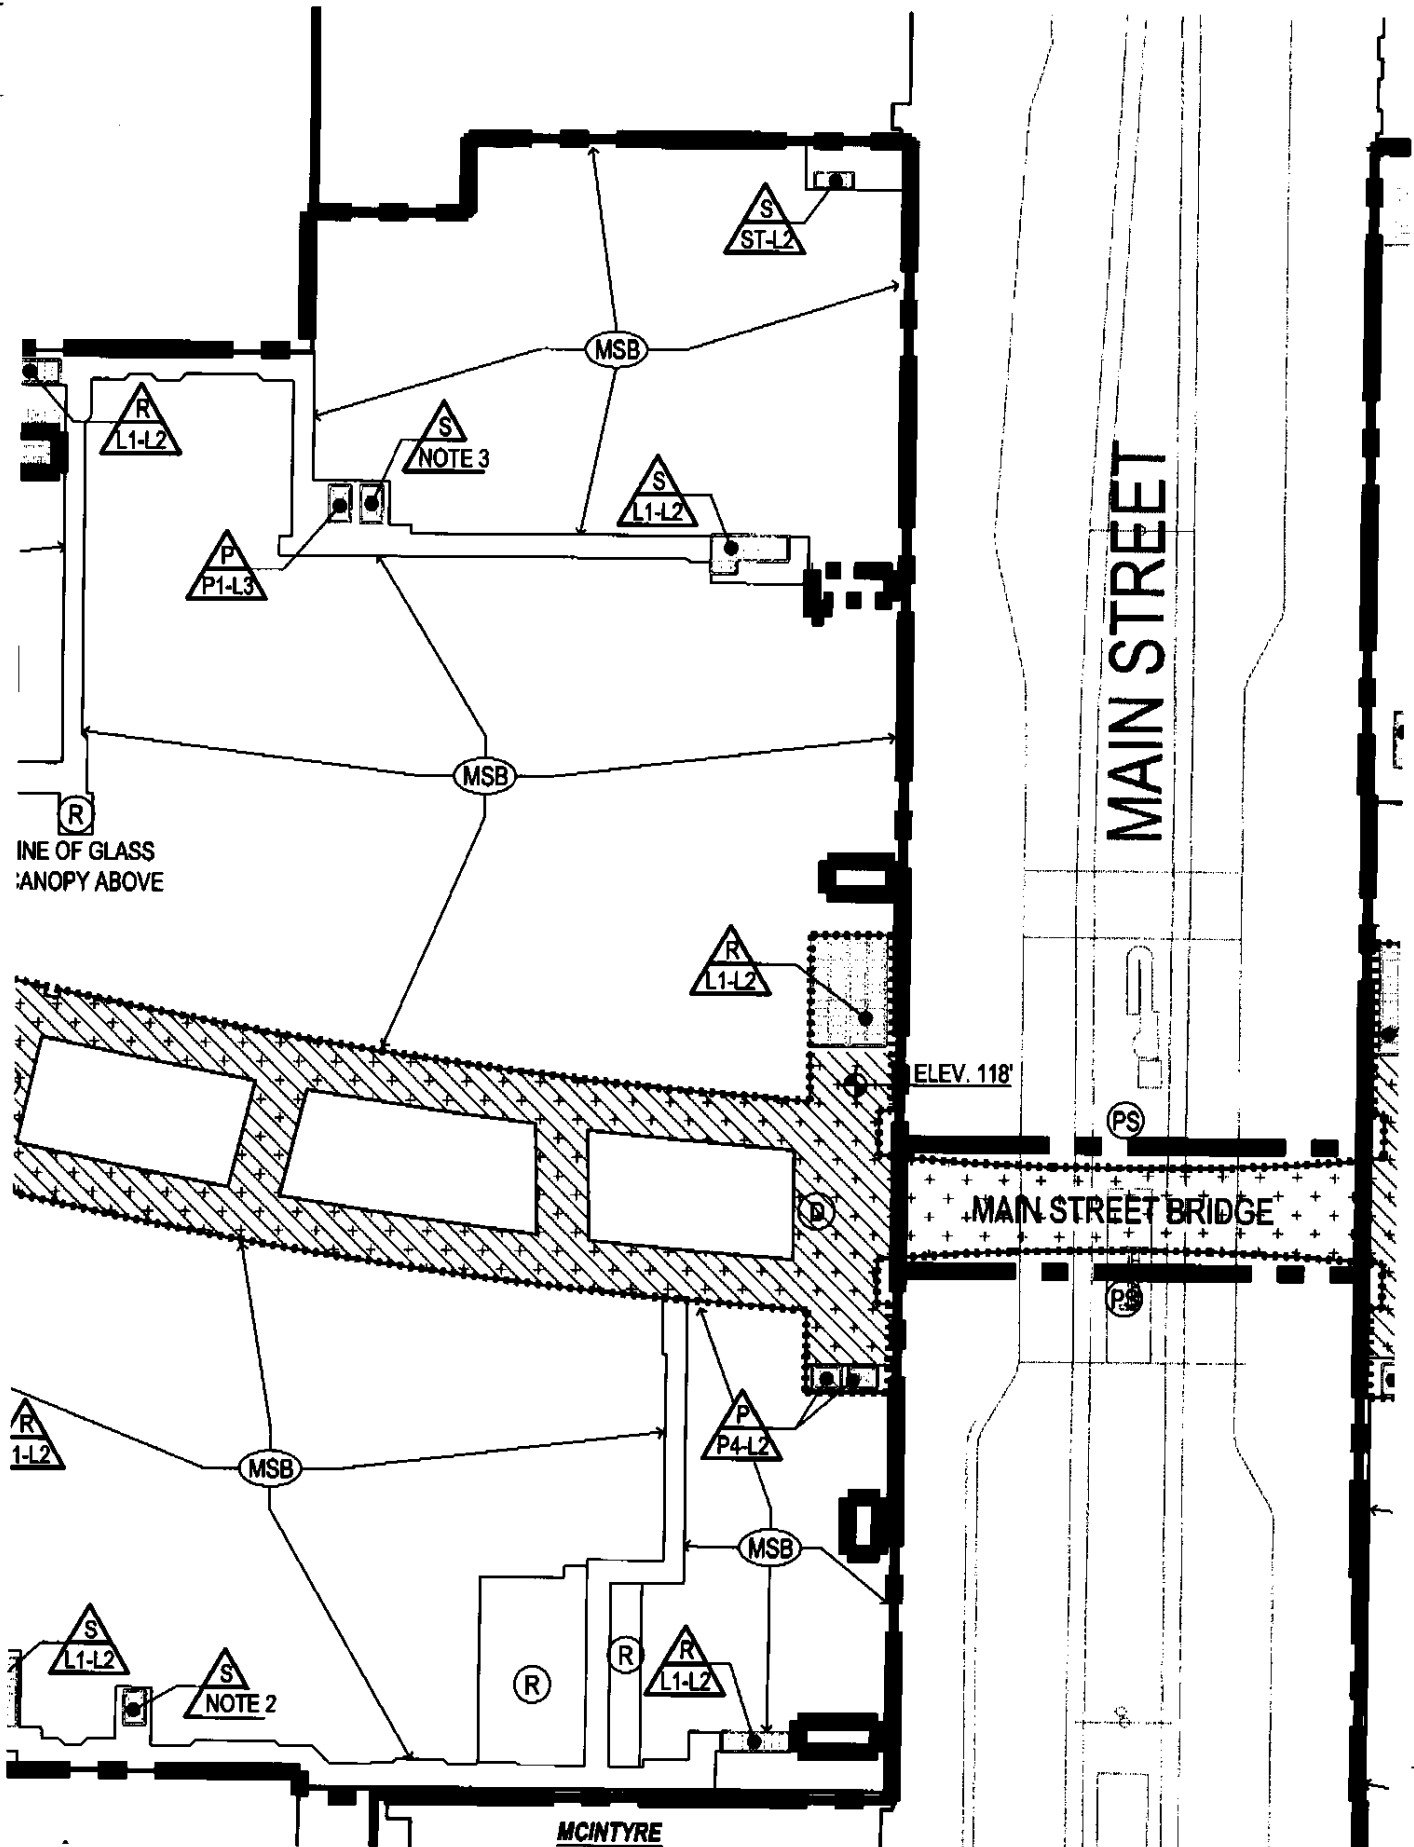 S
ST-L2
MSB
R
L1-L2
S
NOTE 3
S
L1-L2
P
P1-L3
MAIN STREET
MSB
R
INE OF GLASS
CANOPY ABOVE
R
L1-L2
ELEV. 118'
PS
D
MAIN STREET BRIDGE
PS
R
1-L2
P
P4-L2
MSB
MSB
S
L1-L2
S
NOTE 2
R
R
R
L1-L2
MCINTYRE